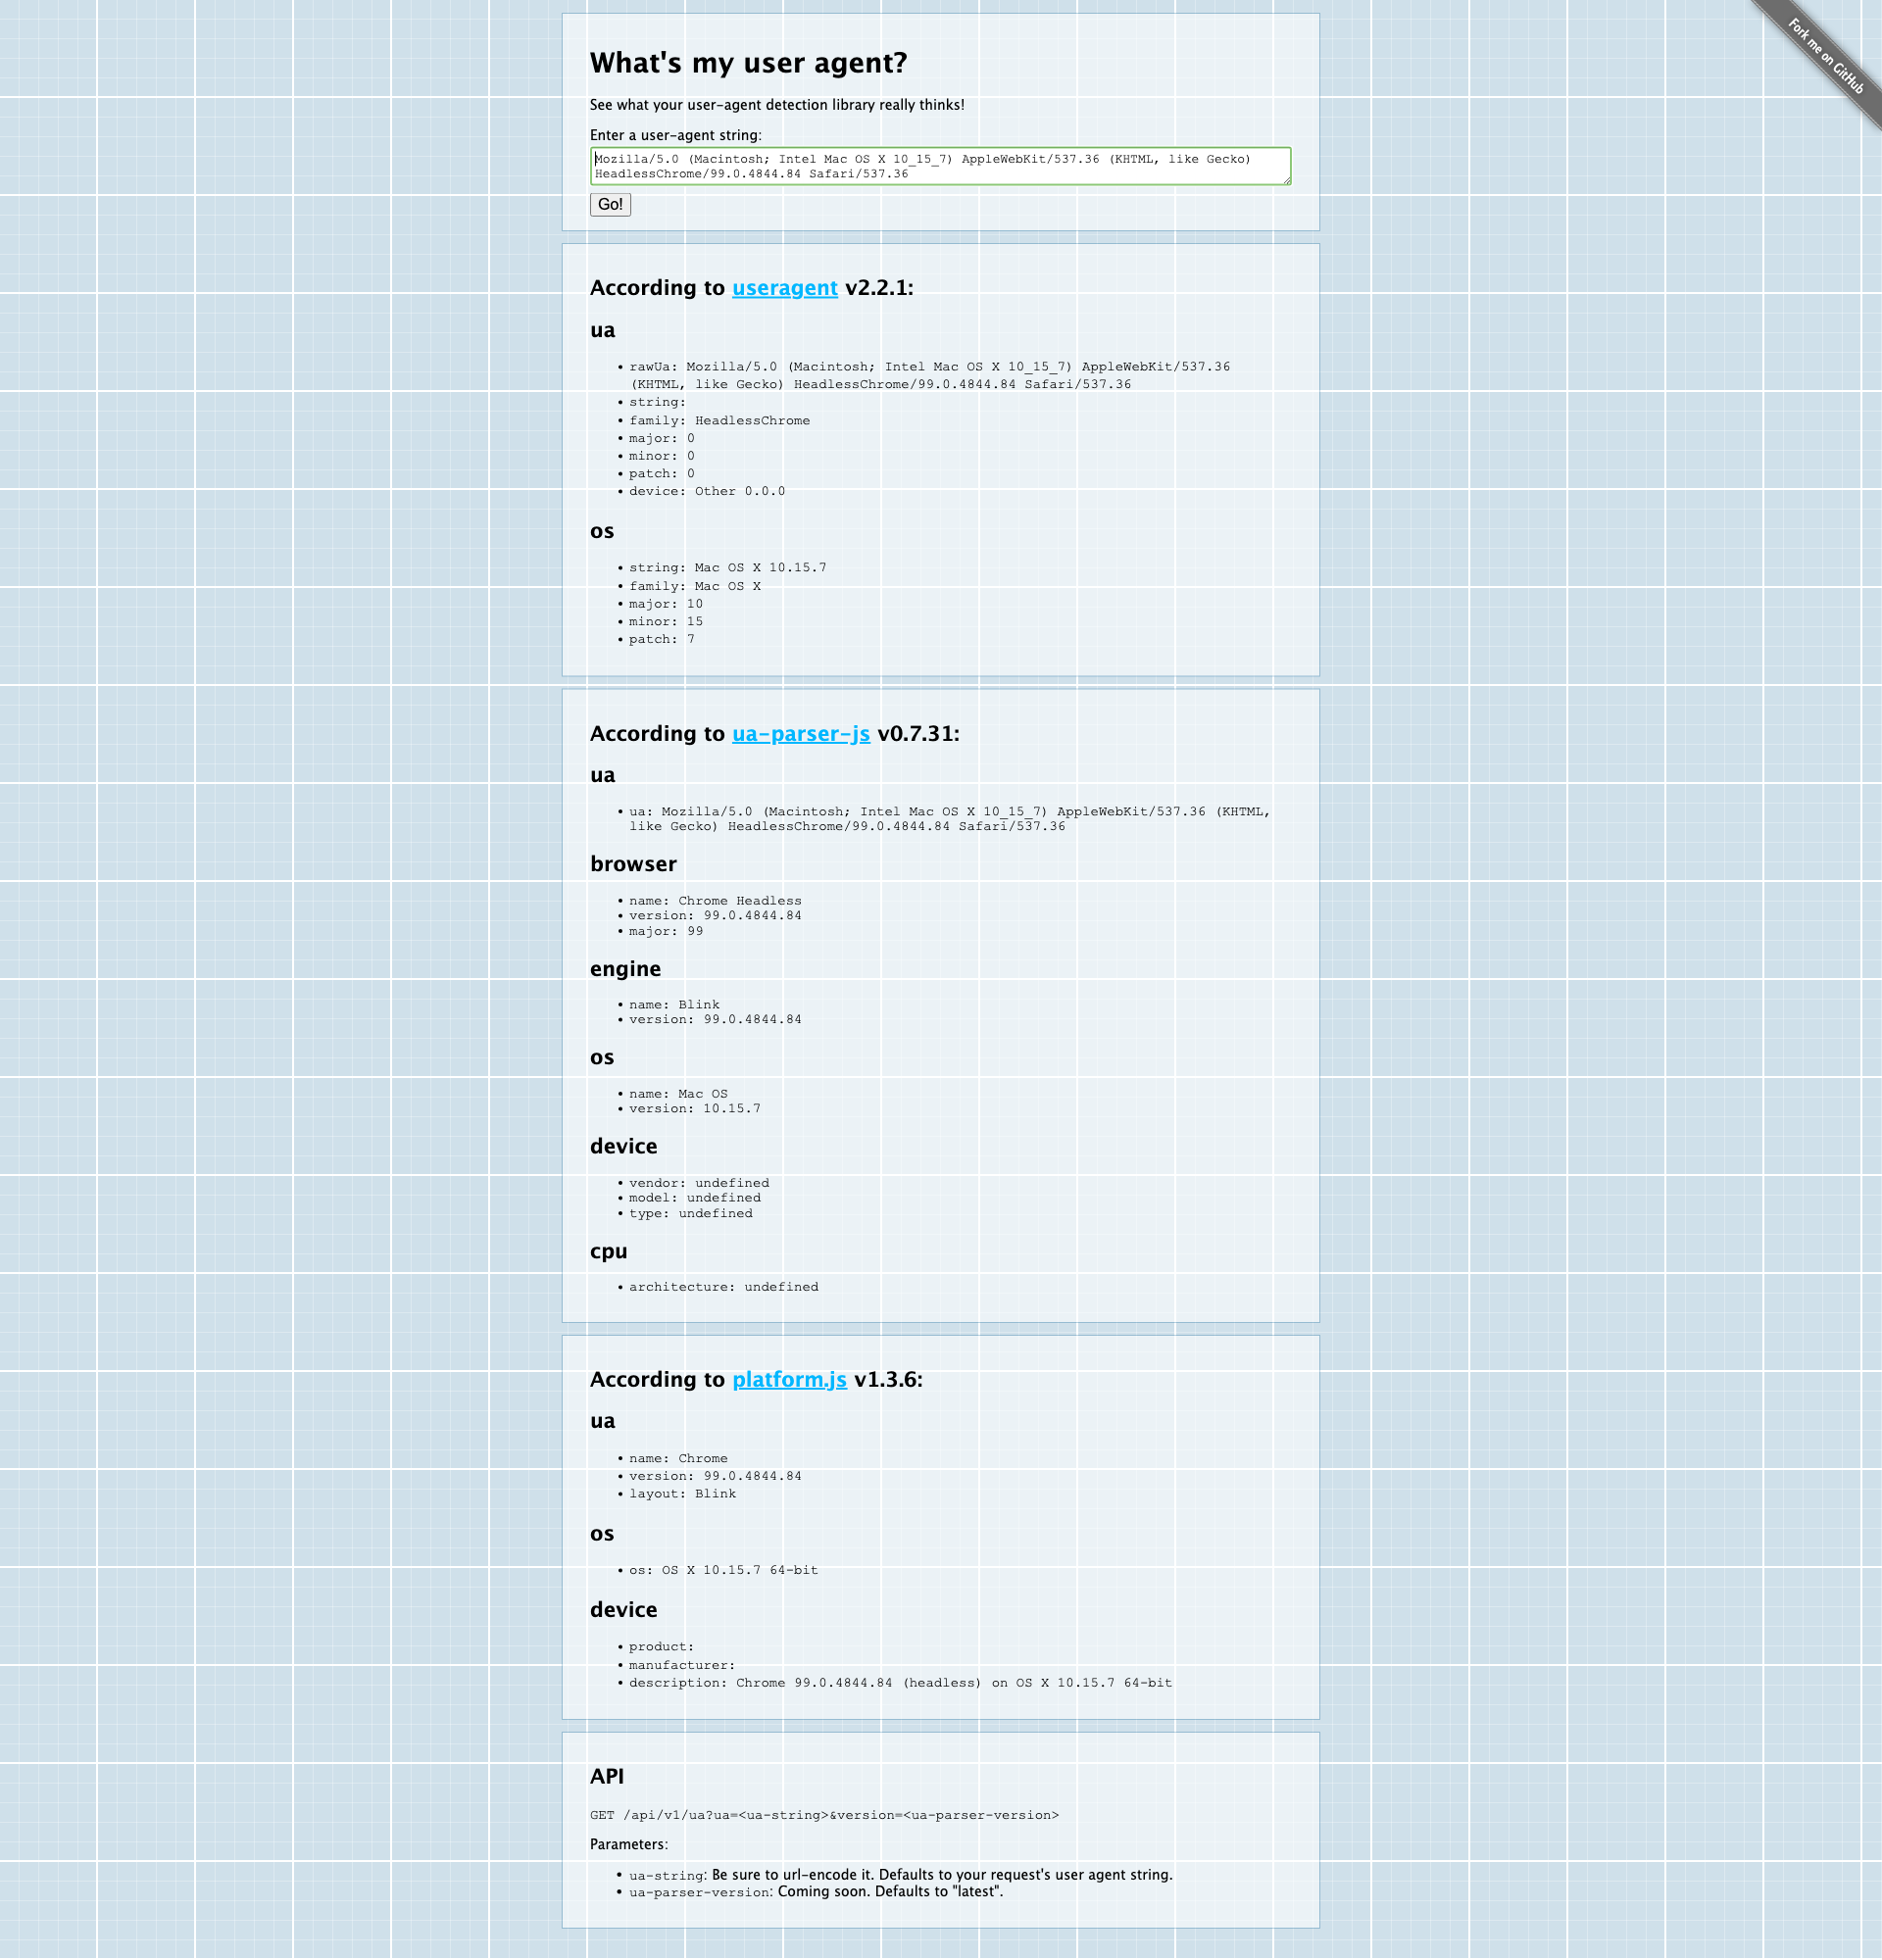 Fork me on GitHub
What's my user agent?
See what your user-agent detection library really thinks!
Enter a user-agent string:
Mozilla/5.0 (Macintosh; Intel Mac OS X 10_15_7) AppleWebKit/537.36 (KHTML, like Gecko)
HeadlessChrome/99.0.4844.84 Safari/537.36
Go!
According to useragent v2.2.1:
ua
• rawUa: Mozilla/5.0 (Macintosh; Intel Mac OS X 10_15_7) AppleWebKit/537.36
(KHTML, like Gecko) HeadlessChrome/99.0.4844.84 Safari/537.36
• string:
• family: HeadlessChrome
• major: 0
• minor: 0
• patch: 0
• device: Other 0.0.0
os
• string: Mac OS X 10.15.7
• family: Mac OS X
• major: 10
• minor: 15
• patch: 7
According to ua-parser-js v0.7.31:
ua
• ua: Mozilla/5.0 (Macintosh; Intel Mac OS X 10_15_7) AppleWebKit/537.36 (KHTML,
like Gecko) HeadlessChrome/99.0.4844.84 Safari/537.36
browser
• name: Chrome Headless
• version: 99.0.4844.84
• major: 99
engine
• name: Blink
• version: 99.0.4844.84
os
• name: Mac OS
• version: 10.15.7
device
• vendor: undefined
• model: undefined
• type: undefined
cpu
• architecture: undefined
According to platform.js v1.3.6:
ua
• name: Chrome
• version: 99.0.4844.84
• layout: Blink
os
• os: OS X 10.15.7 64-bit
device
• product:
• manufacturer:
• description: Chrome 99.0.4844.84 (headless) on OS X 10.15.7 64-bit
API
GET /api/v1/ua?ua=<ua-string>&version=<ua-parser-version>
Parameters:
• ua-string: Be sure to url-encode it. Defaults to your request's user agent string.
• ua-parser-version: Coming soon. Defaults to "latest".